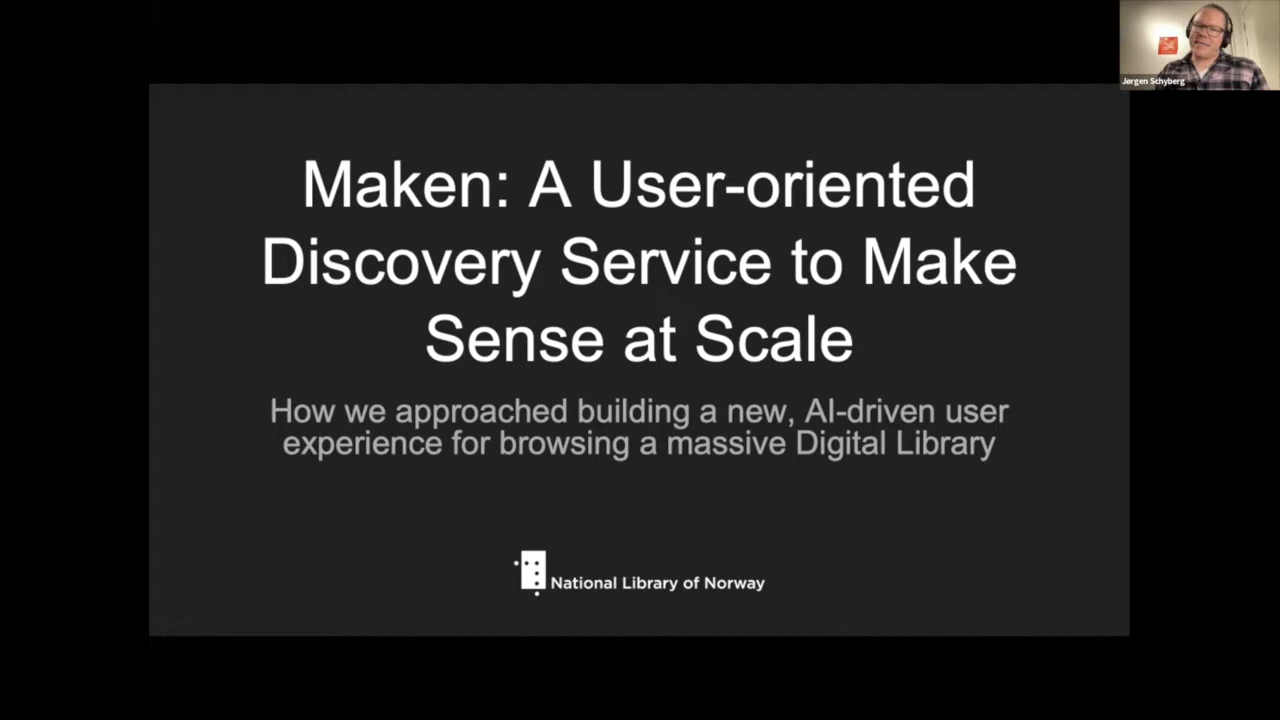 Jørgen Schyberg
Maken: A User-oriented
Discovery Service to Make
Sense at Scale
How we approached building a new, AI-driven user
experience for browsing a massive Digital Library
National Library of Norway